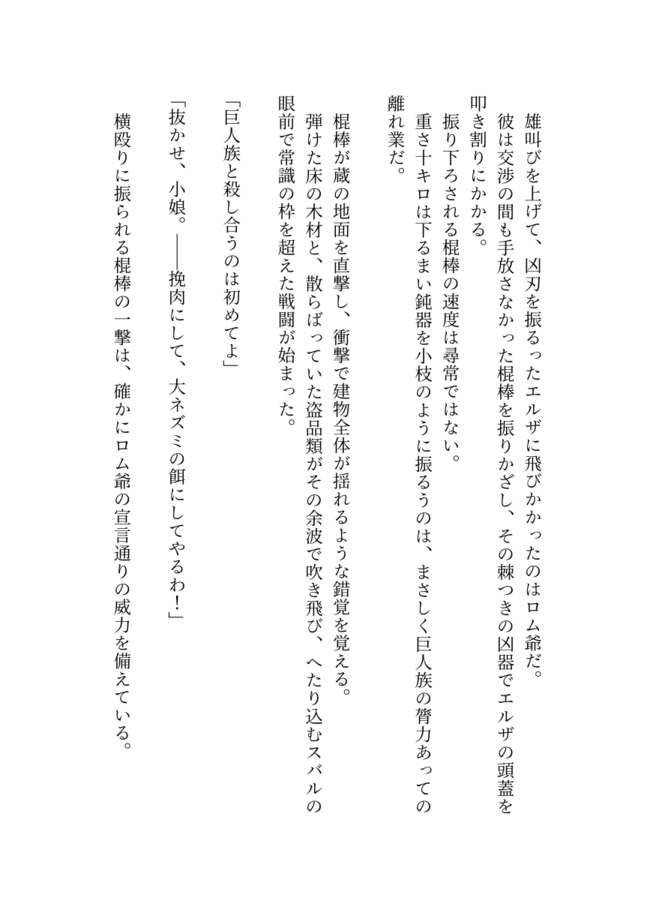 雄叫びを上げて、凶刃を振るったエルザに飛びかかったのはロム爺だ。
　彼は交渉の間も手放さなかった棍棒を振りかざし、その棘つきの凶器でエルザの頭蓋を
叩き割りにかかる。
　振り下ろされる棍棒の速度は尋常ではない。
　重さ十キロは下るまい鈍器を小枝のように振るうのは、まさしく巨人族の膂力あっての
離れ業だ。
　棍棒が蔵の地面を直撃し、衝撃で建物全体が揺れるような錯覚を覚える。
　弾けた床の木材と、散らばっていた盗品類がその余波で吹き飛び、へたり込むスバルの
眼前で常識の枠を超えた戦闘が始まった。
「巨人族と殺し合うのは初めてよ」
「抜かせ、小娘。――挽肉にして、大ネズミの餌にしてやるわ！」
　横殴りに振られる棍棒の一撃は、確かにロム爺の宣言通りの威力を備えている。